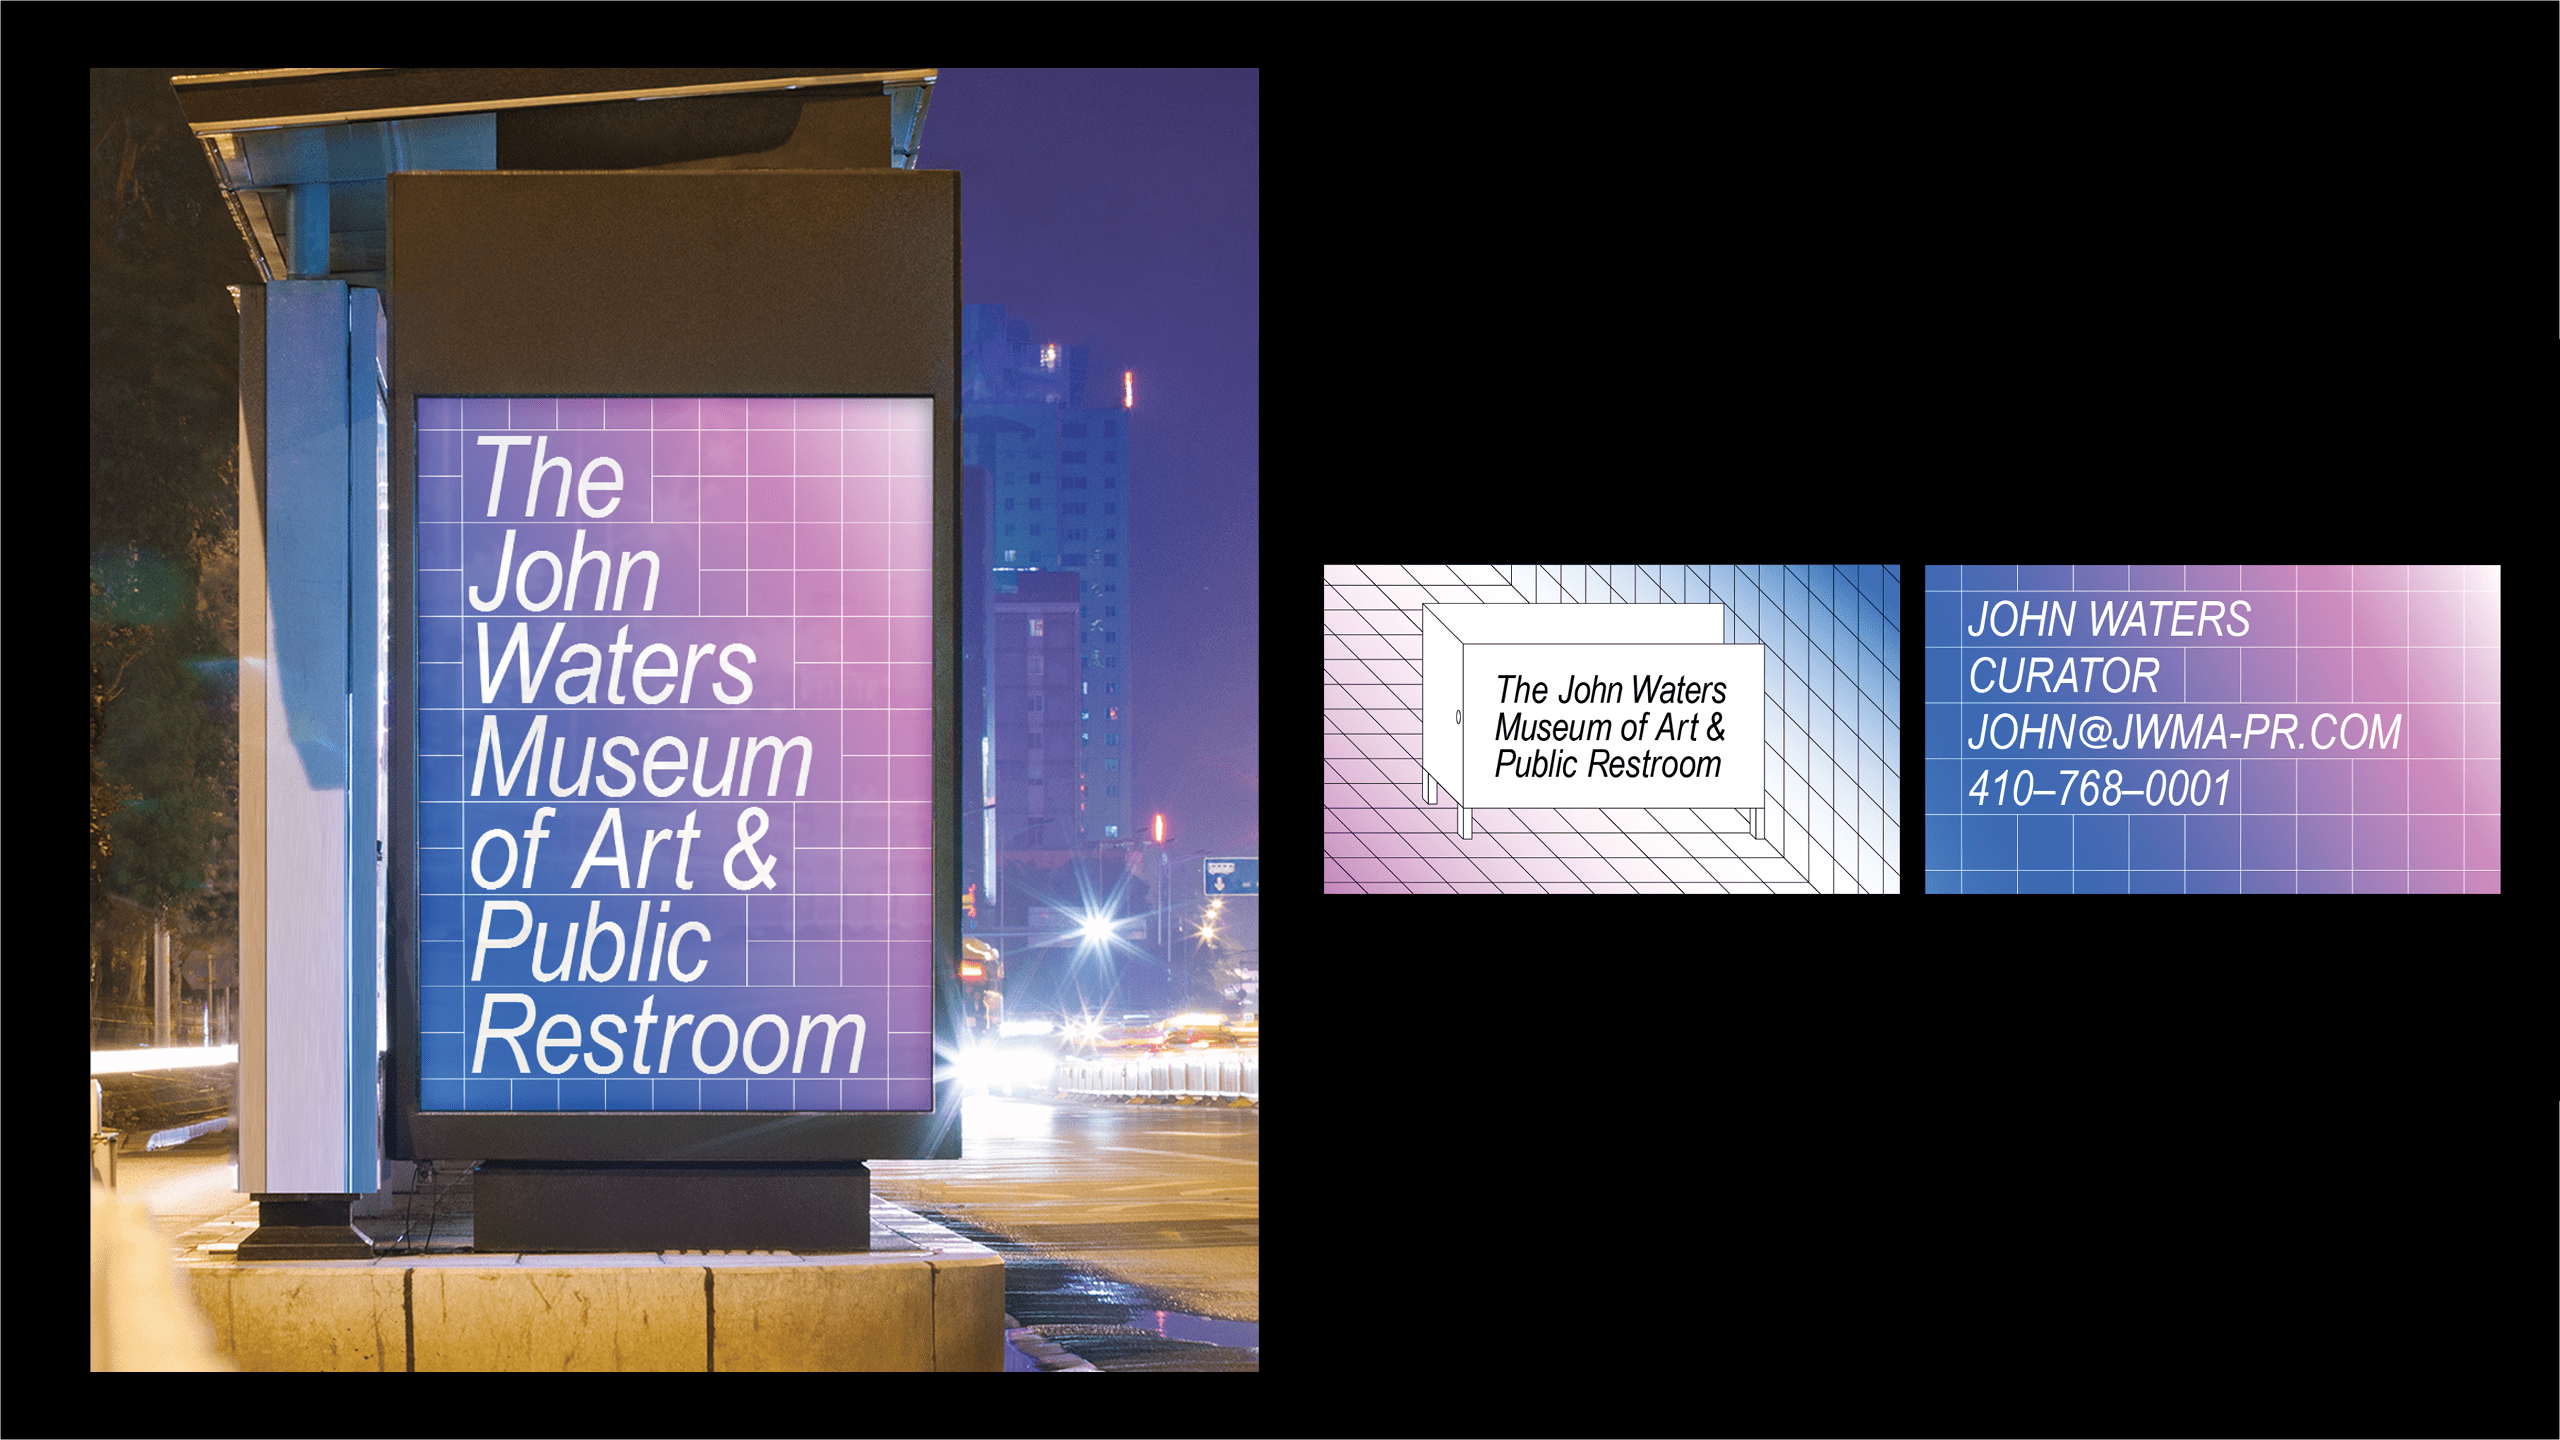 The
John
Waters
Museum
of Art &
Public
Restroom
The John Waters
Museum of Art &
Public Restroom
JOHN WATERS
CURATOR
JOHN@JWMA-PR.COM
410–768–0001